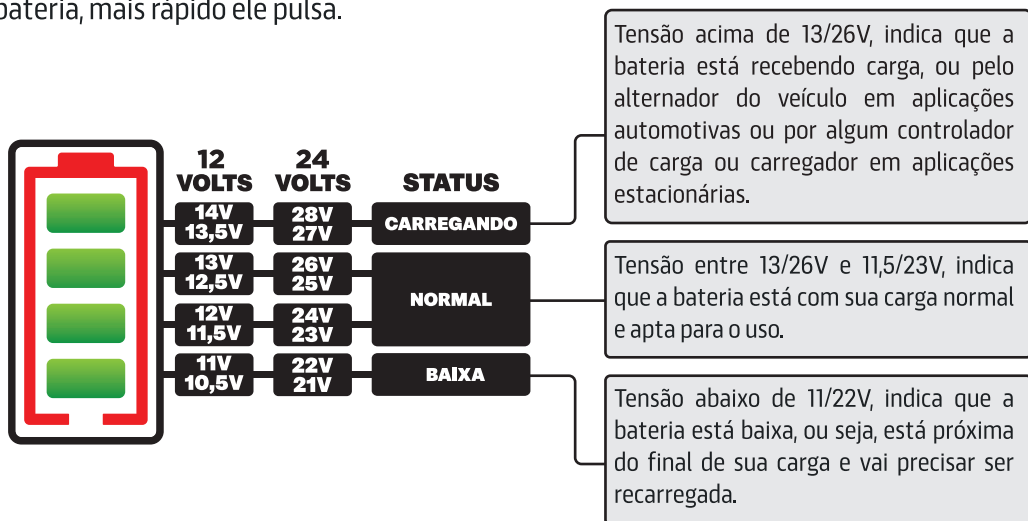 bateria, mais rápido ele pulsa.
Tensão acima de 13/26V, indica que a
bateria está recebendo carga, ou pelo
alternador do veículo em aplicações
automotivas ou por algum controlador
de carga ou carregador em aplicações
estacionárias.
12
VOLTS
24
VOLTS
STATUS
14V
13,5V
28V
27V
CARREGANDO
13V
12,5V
26V
25V
NORMAL
12V
11,5V
24V
23V
11V
10,5V
22V
21V
BAIXA
Tensão entre 13/26V e 11,5/23V, indica
que a bateria está com sua carga normal
e apta para o uso.
Tensão abaixo de 11/22V, indica que a
bateria está baixa, ou seja, está próxima
do final de sua carga e vai precisar ser
recarregada.